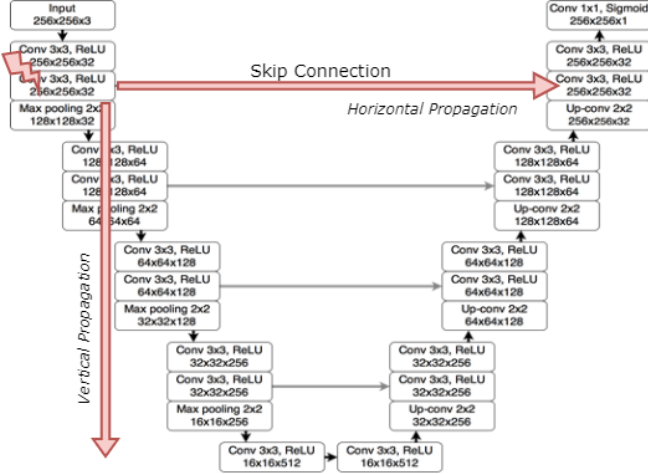 Input
256x256x3
Conv 3x3, ReLU
256x256x32
Conv 3x3, ReLU
256x256x32
Max pooling 2x2
128x128x32
Conv 3x3, ReLU
128x128x64
Conv 3x3, ReLU
128x128x64
Max pooling 2x2
64x64x64
Conv 3x3, ReLU
64x64x128
Conv 3x3, ReLU
64x64x128
Max pooling 2x2
32x32x128
Conv 3x3, ReLU
32x32x256
Conv 3x3, ReLU
32x32x256
Max pooling 2x2
16x16x256
Conv 3x3, ReLU
16x16x512
Conv 3x3, ReLU
16x16x512
Skip Connection
Horizontal Propagation
Vertical Propagation
Conv 1x1, Sigmoid
256x256x1
Conv 3x3, ReLU
256x256x32
Conv 3x3, ReLU
256x256x32
Up-conv 2x2
256x256x32
Conv 3x3, ReLU
128x128x64
Conv 3x3, ReLU
128x128x64
Up-conv 2x2
128x128x64
Conv 3x3, ReLU
64x64x128
Conv 3x3, ReLU
64x64x128
Up-conv 2x2
64x64x128
Conv 3x3, ReLU
32x32x256
Conv 3x3, ReLU
32x32x256
Up-conv 2x2
32x32x256